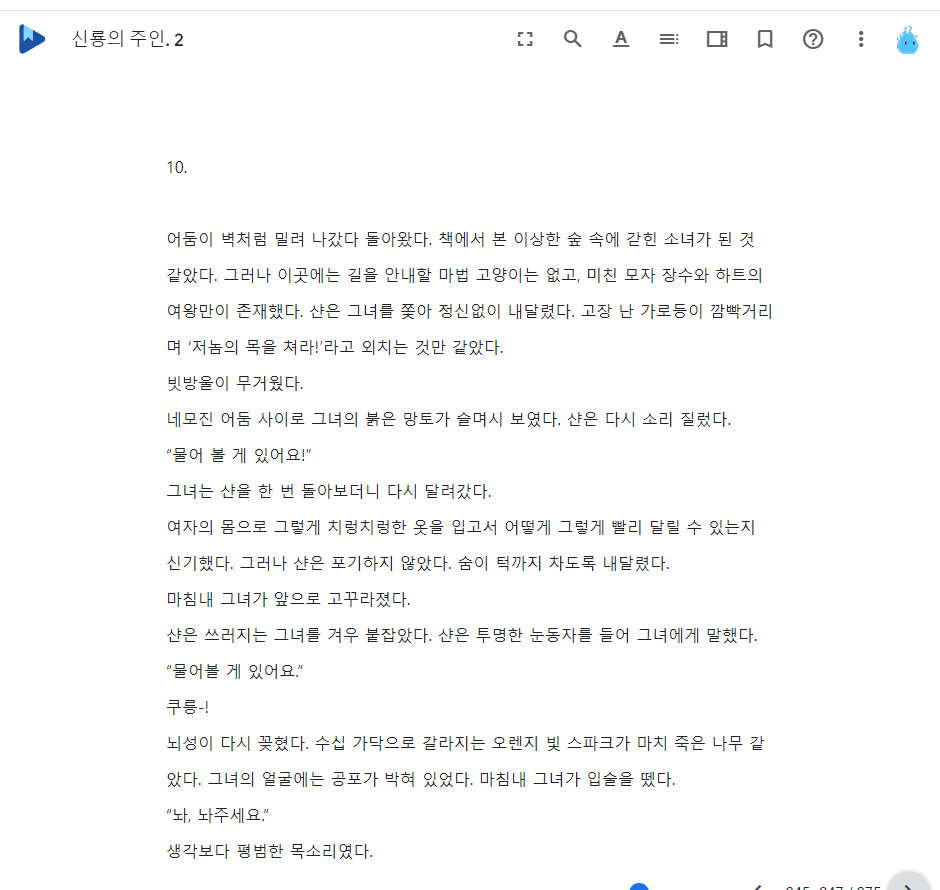 신룡의 주인. 2
10.
어둠이 벽처럼 밀려 나갔다 돌아왔다. 책에서 본 이상한 숲 속에 갇힌 소녀가 된 것
같았다. 그러나 이곳에는 길을 안내할 마법 고양이는 없고, 미친 모자 장수와 하트의
여왕만이 존재했다. 샨은 그녀를 쫓아 정신없이 내달렸다. 고장 난 가로등이 깜빡거리
며 ‘저놈의 목을 쳐라!’라고 외치는 것만 같았다.
빗방울이 무거웠다.
네모진 어둠 사이로 그녀의 붉은 망토가 슬며시 보였다. 샨은 다시 소리 질렀다.
“물어 볼 게 있어요!”
그녀는 샨을 한 번 돌아보더니 다시 달려갔다.
여자의 몸으로 그렇게 치렁치렁한 옷을 입고서 어떻게 그렇게 빨리 달릴 수 있는지
신기했다. 그러나 샨은 포기하지 않았다. 숨이 턱까지 차도록 내달렸다.
마침내 그녀가 앞으로 고꾸라졌다.
샨은 쓰러지는 그녀를 겨우 붙잡았다. 샨은 투명한 눈동자를 들어 그녀에게 말했다.
“물어볼 게 있어요.”
쿠릉-!
뇌성이 다시 꽂혔다. 수십 가닥으로 갈라지는 오렌지 빛 스파크가 마치 죽은 나무 같
았다. 그녀의 얼굴에는 공포가 박혀 있었다. 마침내 그녀가 입술을 뗐다.
“놔, 놔주세요.”
생각보다 평범한 목소리였다.